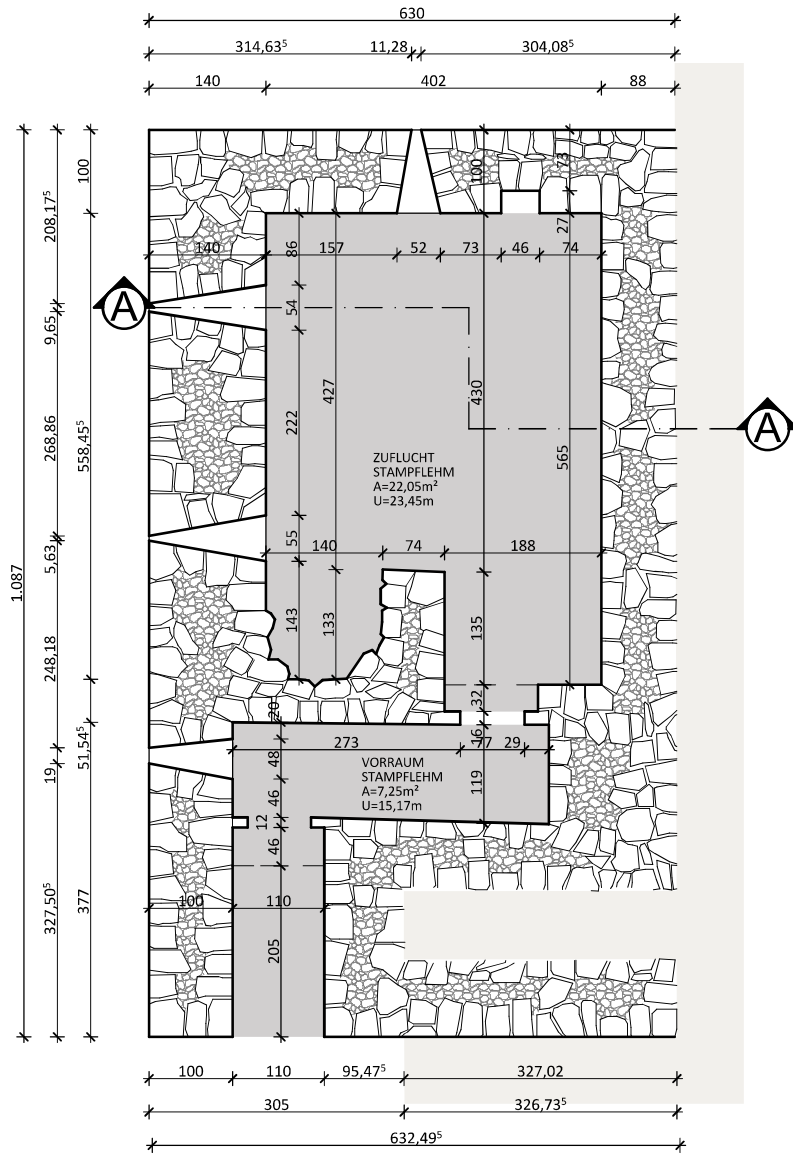 630
314,63⁵ 11,28 304,08⁵
140 402 88
100
100
73
208,17⁵
27
140 86 157 52 73 46 74
A
54
9,65
427
430
222
268,86
558,45⁵
565
A
ZUFLUCHT
STAMPFLEHM
A=22,05m²
U=23,45m
55
140 74 188
5,63
1.087
143
133
135
248,18
32
20
16
51,54⁵
273 77 29
48
19
VORRAUM
STAMPFLEHM
A=7,25m²
U=15,17m
119
46
12
46
327,50⁵
377
100 110
205
100 110 95,47⁵ 327,02
305 326,73⁵
632,49⁵